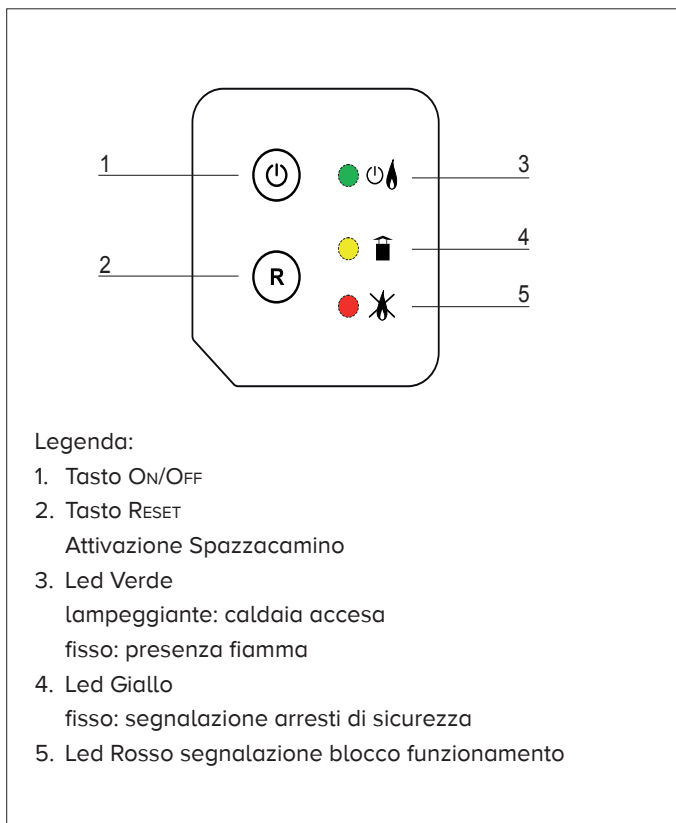 1
2
R
3
4
5
Legenda:
1. Tasto On/Off
2. Tasto Reset
Attivazione Spazzacamino
3. Led Verde
lampeggiante: caldaia accesa
fisso: presenza fiamma
4. Led Giallo
fisso: segnalazione arresti di sicurezza
5. Led Rosso segnalazione blocco funzionamento